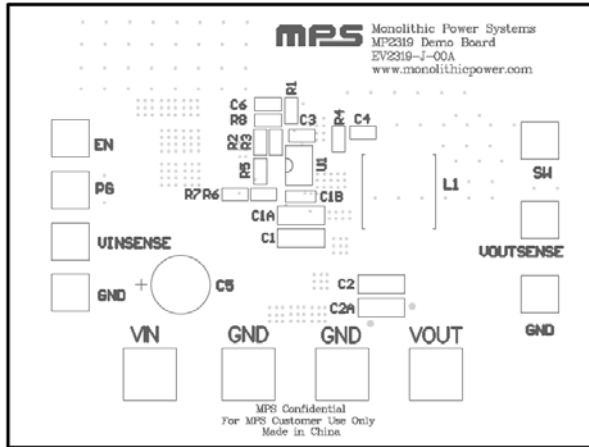 MPS
Monolithic Power Systems
MP2319 Demo Board
EV2319-J-00A
www.monolithicpower.com
R1
C6
R8
C3
R4
C4
R2
R3
U1
R5
L1
R7
R6
C1B
C1A
C1
EN
PG
VINSENSE
GND
+
C5
C2
C2A
SW
VOUTSENSE
GND
VIN
GND
GND
VOUT
MPS Confidential
For MPS Customer Use Only
Made in China